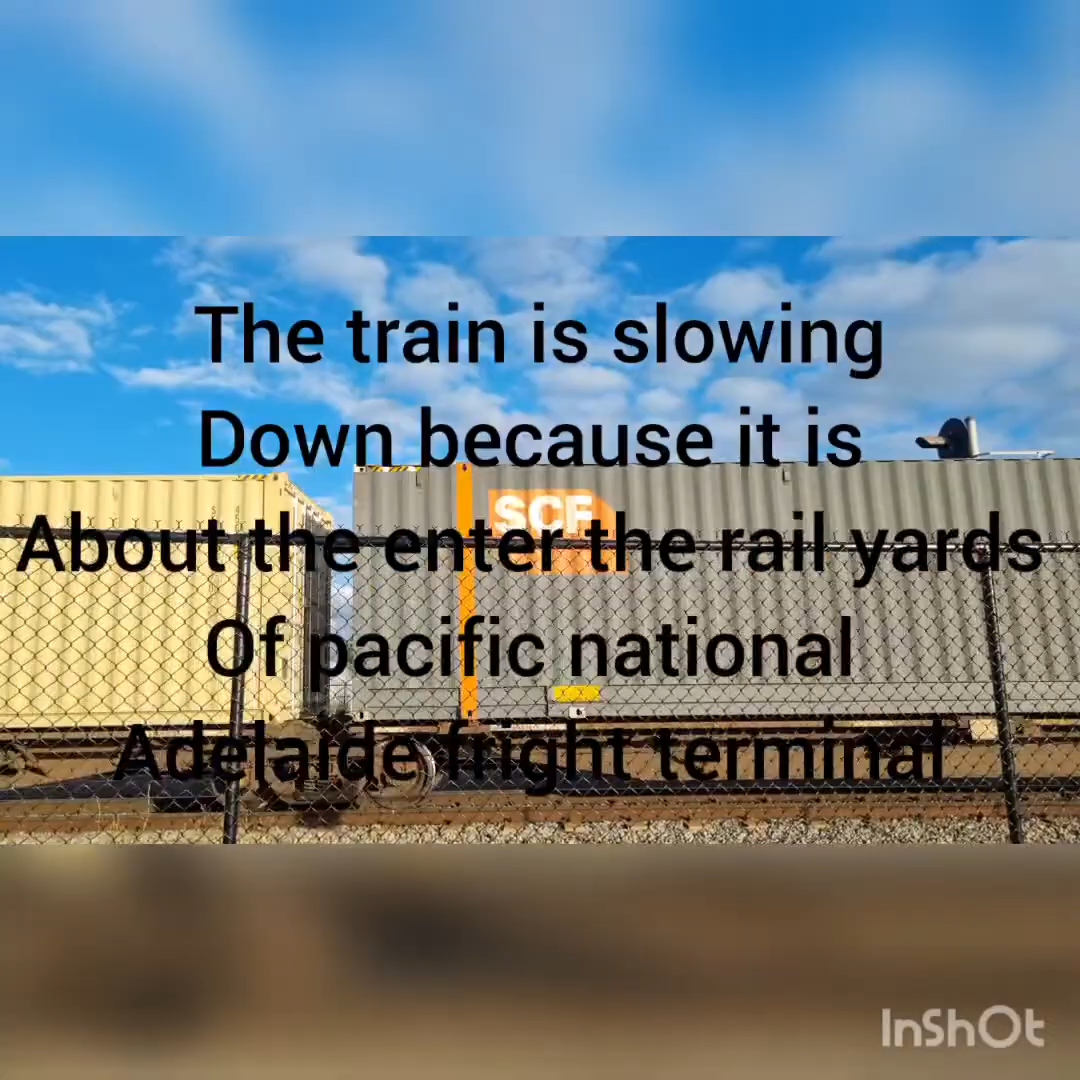 The train is slowing
Down because it is
SCF
About the enter the rail yards
Of pacific national
Adelaide fright terminal
InShOt